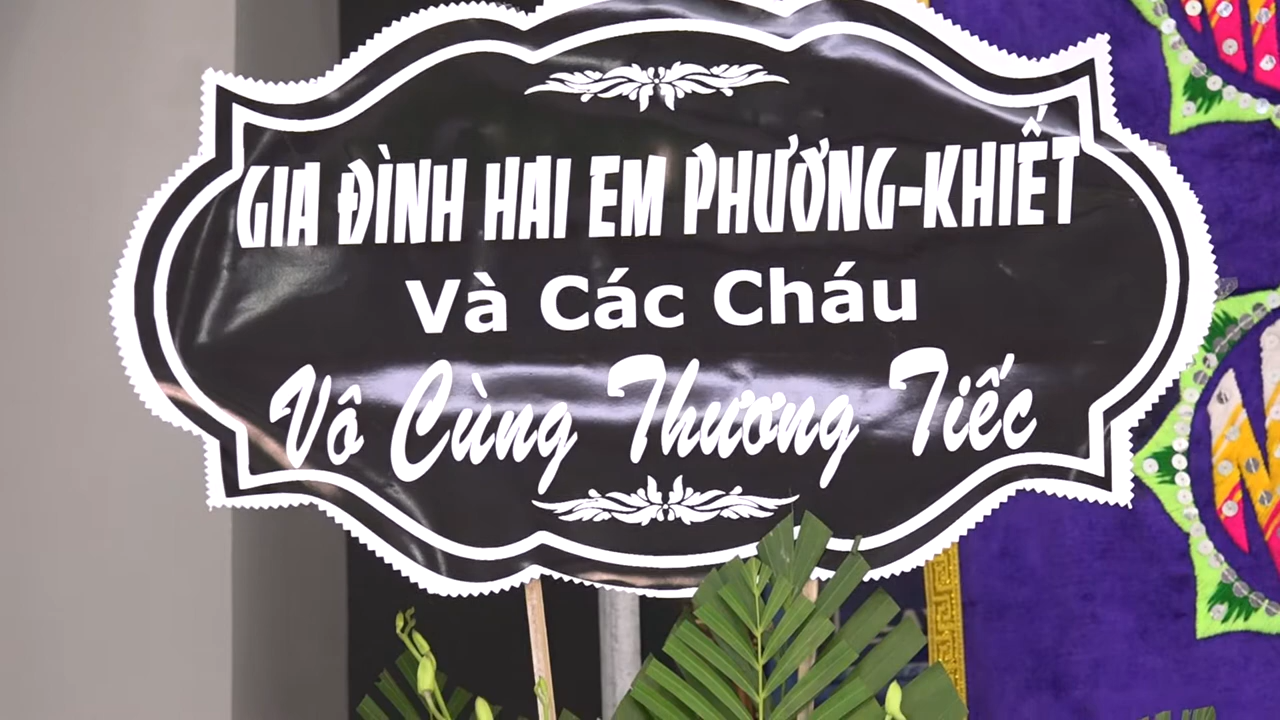 GIA ĐÌNH HAI EM PHƯƠNG-KHIẾT
Và Các Cháu
Vô Cùng Thương Tiếc